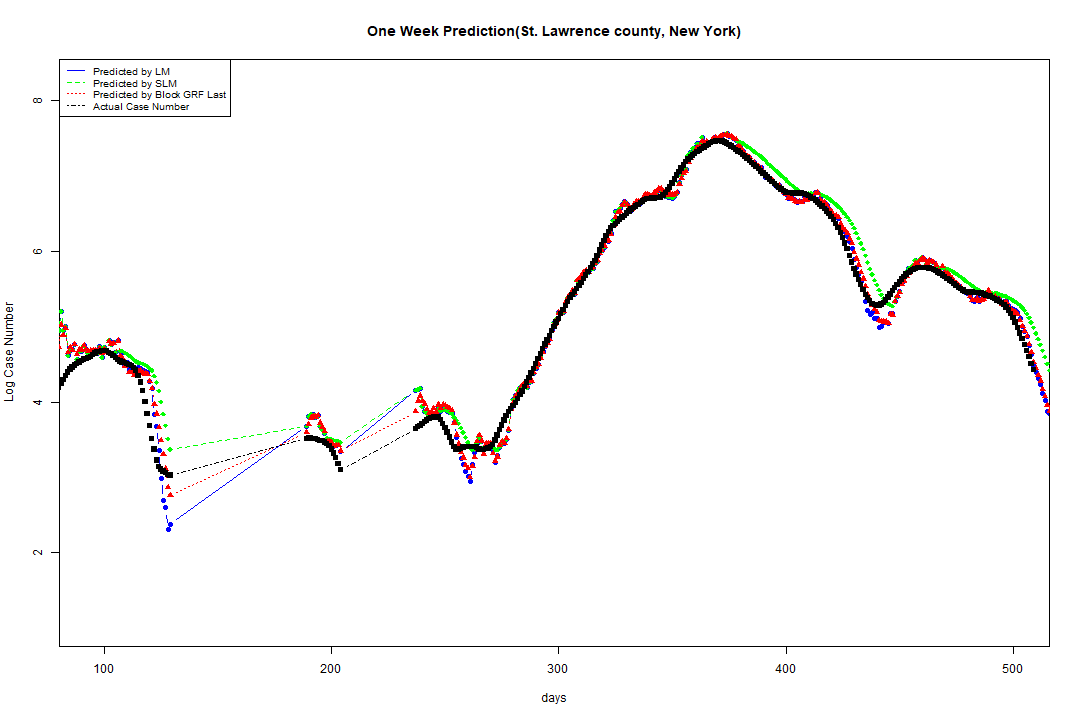 One Week Prediction(St. Lawrence county, New York)
Predicted by LM
Predicted by SLM
Predicted by Block GRF Last
Actual Case Number
Log Case Number
8
6
4
2
100 200 300 400 500
days